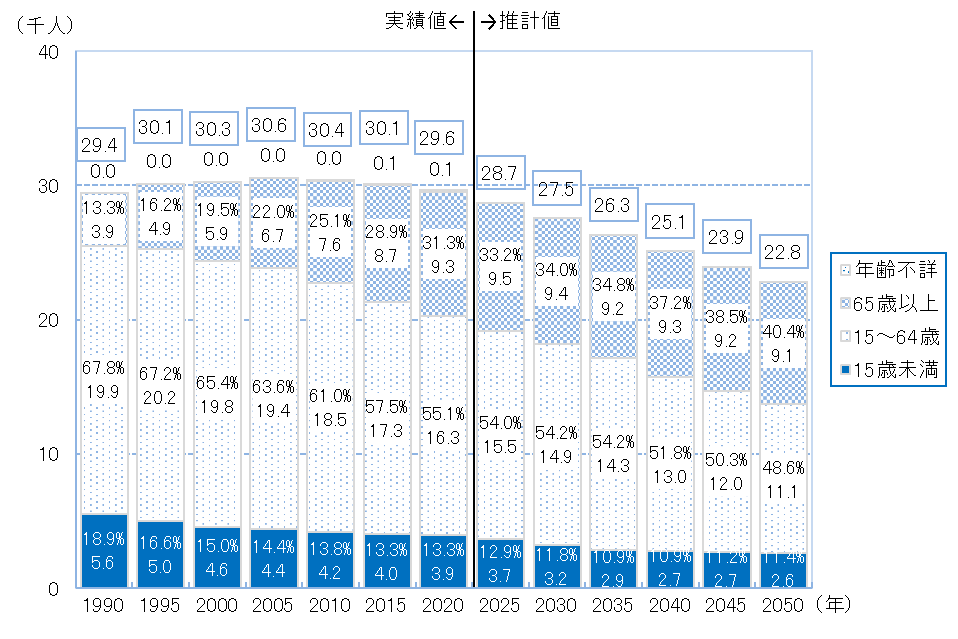 （千人）
実績値← →推計値
40
30
20
10
0
29.4 30.1 30.3 30.6 30.4 30.1 29.6 28.7 27.5 26.3 25.1 23.9 22.8
0.0 0.0 0.0 0.0 0.0 0.1 0.1
13.3% 16.2% 19.5% 22.0% 25.1% 28.9% 31.3% 33.2% 34.0% 34.8% 37.2% 38.5% 40.4%
3.9 4.9 5.9 6.7 7.6 8.7 9.3 9.5 9.4 9.2 9.3 9.2 9.1
67.8% 67.2% 65.4% 63.6% 61.0% 57.5% 55.1% 54.0% 54.2% 54.2% 51.8% 50.3% 48.6%
19.9 20.2 19.8 19.4 18.5 17.3 16.3 15.5 14.9 14.3 13.0 12.0 11.1
18.9% 16.6% 15.0% 14.4% 13.8% 13.3% 13.3% 12.9% 11.8% 10.9% 10.9% 11.2% 11.4%
5.6 5.0 4.6 4.4 4.2 4.0 3.9 3.7 3.2 2.9 2.7 2.7 2.6
1990 1995 2000 2005 2010 2015 2020 2025 2030 2035 2040 2045 2050 （年）
年齢不詳
65歳以上
15～64歳
15歳未満